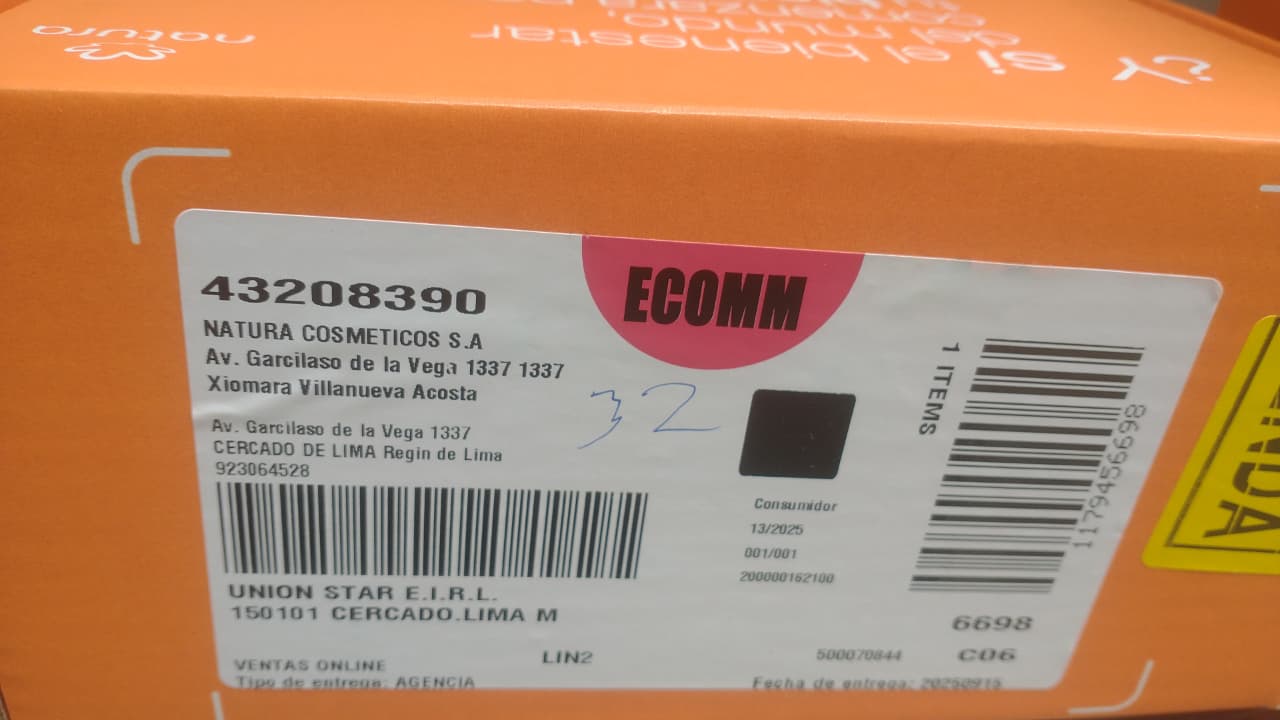 natura
Si el bienestar
del mundo,
ECOMM
43208390
NATURA COSMETICOS S.A
Av. Garcilaso de la Vega 1337 1337
Xiomara Villanueva Acosta
32
Av. Garcilaso de la Vega 1337
CERCADO DE LIMA Regin de Lima
923064528
1 ITEMS
1179456698
Consumidor
13/2025
001/001
200000162100
UNION STAR E.I.R.L.
150101 CERCADO.LIMA M
6698
LIN2
500070844
C06
VENTAS ONLINE
Tipo de entrega: AGENCIA
Fecha de entrega: 20250915